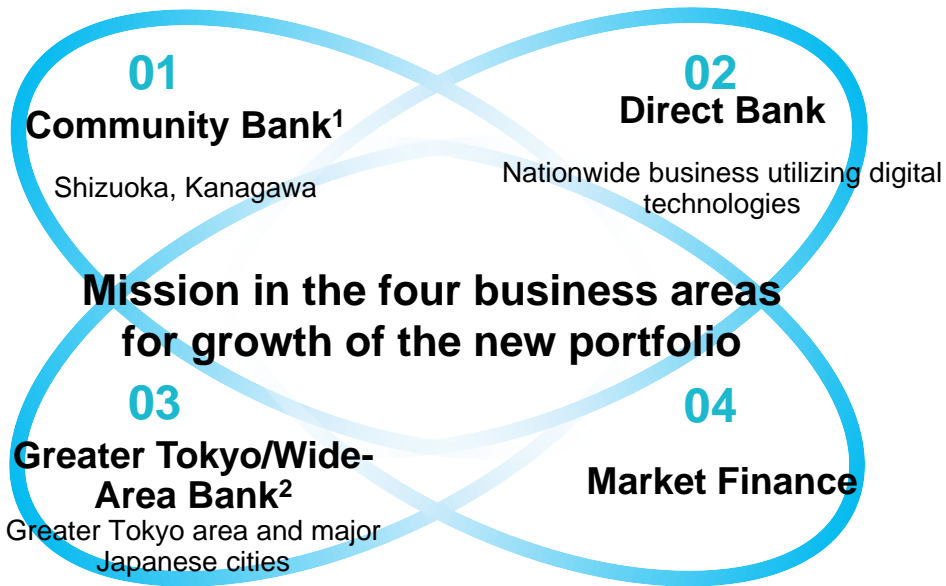 01
Community Bank¹
Shizuoka, Kanagawa
02
Direct Bank
Nationwide business utilizing digital
technologies
Mission in the four business areas
for growth of the new portfolio
03
Greater Tokyo/Wide-
Area Bank²
Greater Tokyo area and major
Japanese cities
04
Market Finance